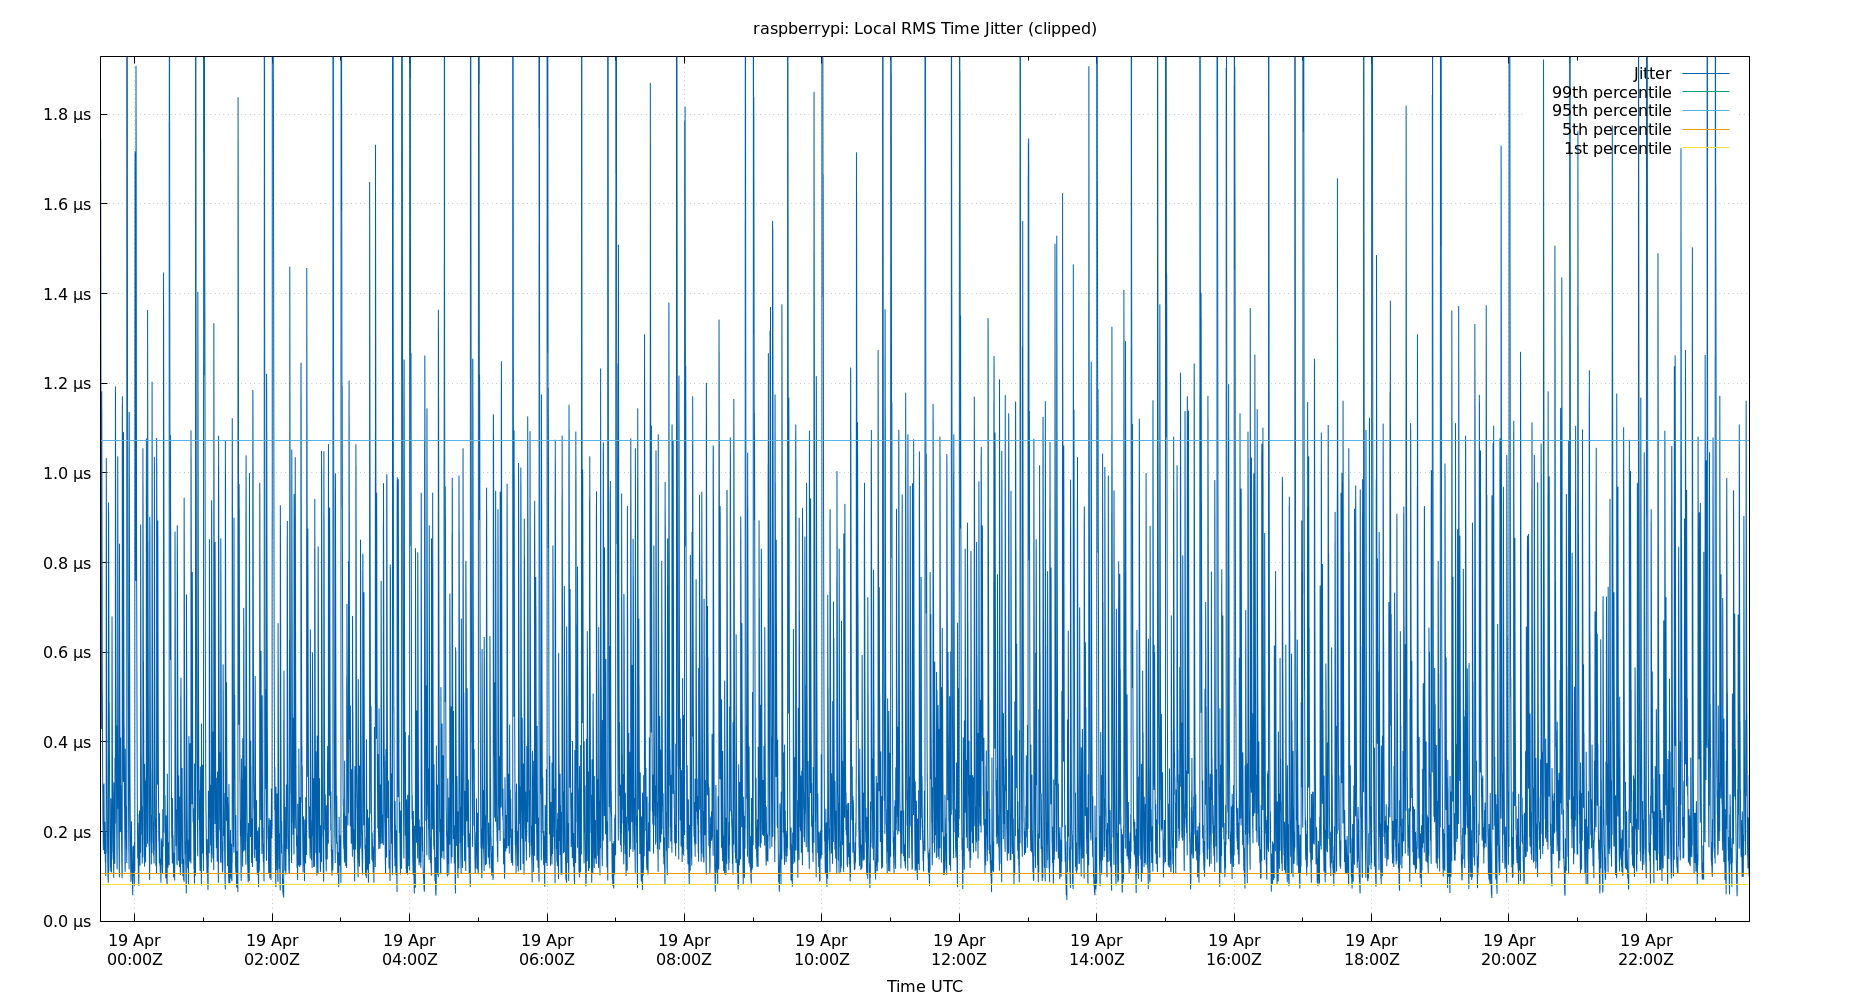 raspberrypi: Local RMS Time Jitter (clipped)
Jitter
99th percentile
95th percentile
5th percentile
1st percentile
1.8 µs
1.6 µs
1.4 µs
1.2 µs
1.0 µs
0.8 µs
0.6 µs
0.4 µs
0.2 µs
0.0 µs
19 Apr 19 Apr 19 Apr 19 Apr 19 Apr 19 Apr 19 Apr 19 Apr 19 Apr 19 Apr 19 Apr 19 Apr
00:00Z 02:00Z 04:00Z 06:00Z 08:00Z 10:00Z 12:00Z 14:00Z 16:00Z 18:00Z 20:00Z 22:00Z
Time UTC